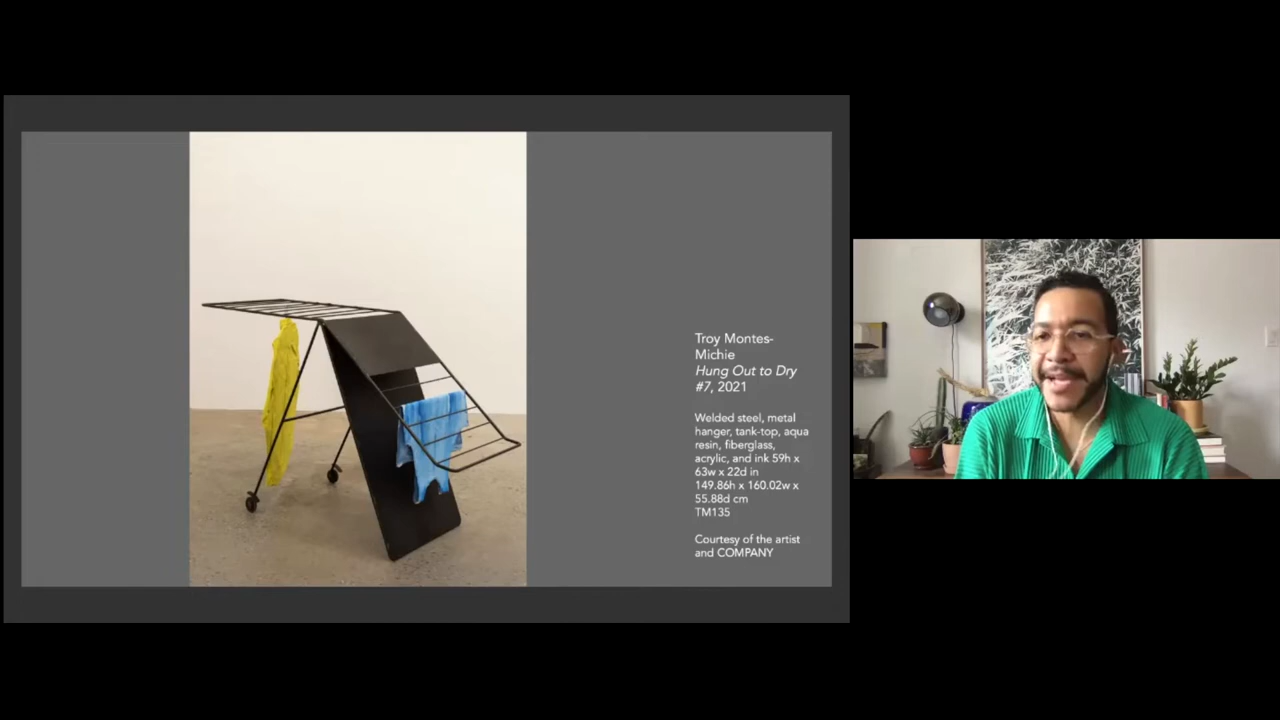 Troy Montes-
Michie
Hung Out to Dry
#7, 2021
Welded steel, metal
hanger, tank-top, aqua
resin, fiberglass,
acrylic, and ink 59h x
63w x 22d in
149.86h x 160.02w x
55.88d cm
TM135
Courtesy of the artist
and COMPANY